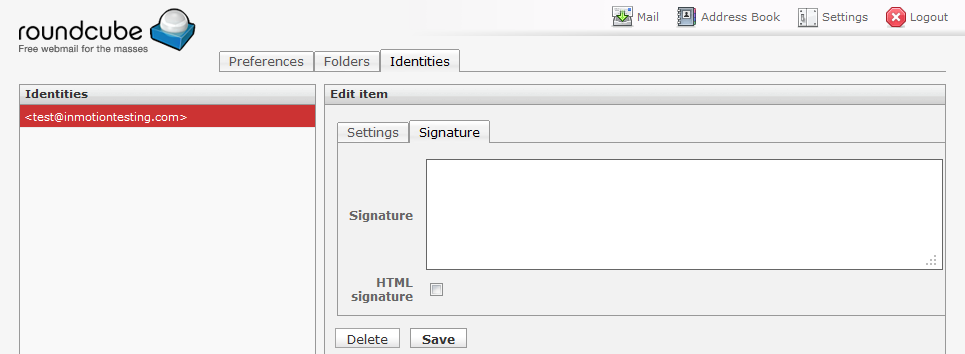 roundcube
Free webmail for the masses
Mail Address Book Settings Logout
Preferences Folders Identities
Identities
<test@inmotiontesting.com>
Edit item
Settings Signature
Signature
HTML
signature
Delete Save